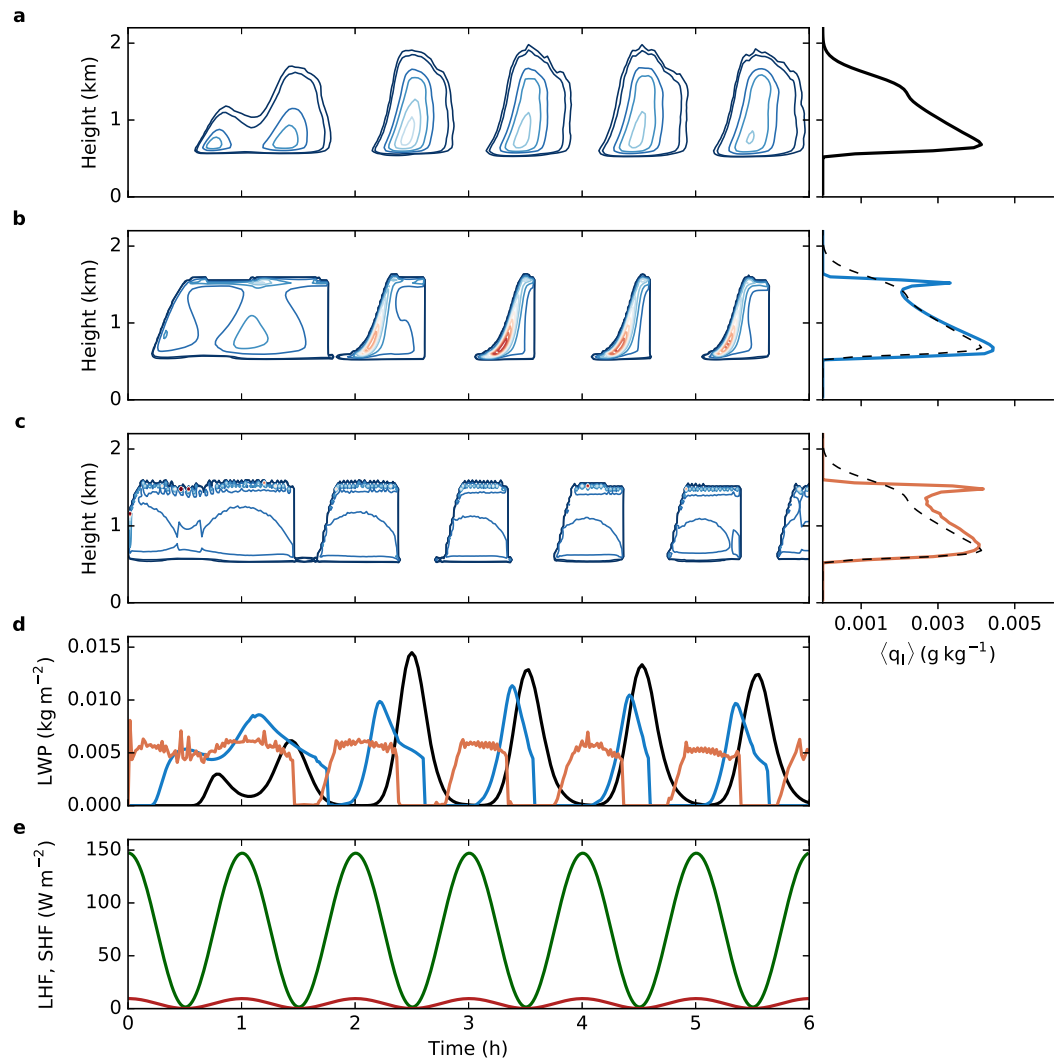 a
2
1
0
Height (km)
b
2
1
0
Height (km)
c
2
1
0
Height (km)
0.001 0.003 0.005
⟨q_l⟩ (g kg⁻¹)
d
0.015
0.010
0.005
0.000
LWP (kg m⁻²)
e
150
100
50
0
LHF, SHF (W m⁻²)
0 1 2 3 4 5 6
Time (h)